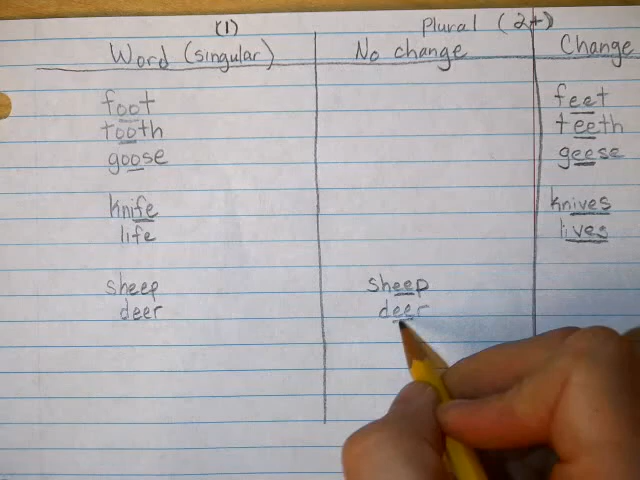 (1) Plural (2+)
Word (singular) No change Change
foot feet
tooth teeth
goose geese
knife knives
life lives
sheep sheep
deer deer